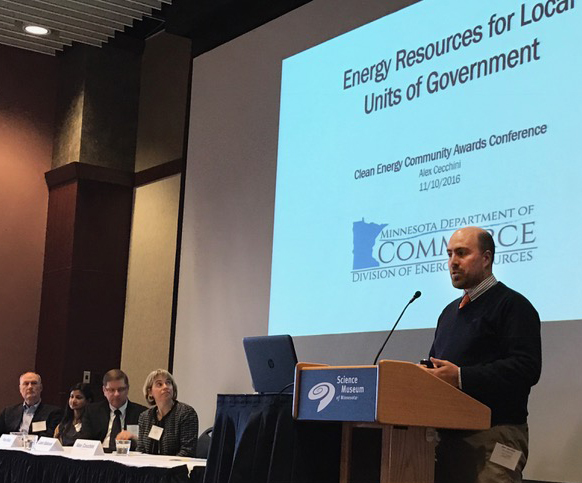 Energy Resources for Local
Units of Government
Clean Energy Community Awards Conference
Alex Cecchini
11/10/2016
MINNESOTA DEPARTMENT OF
COMMERCE
DIVISION OF ENERGY RESOURCES
Science
Museum
of Minnesota